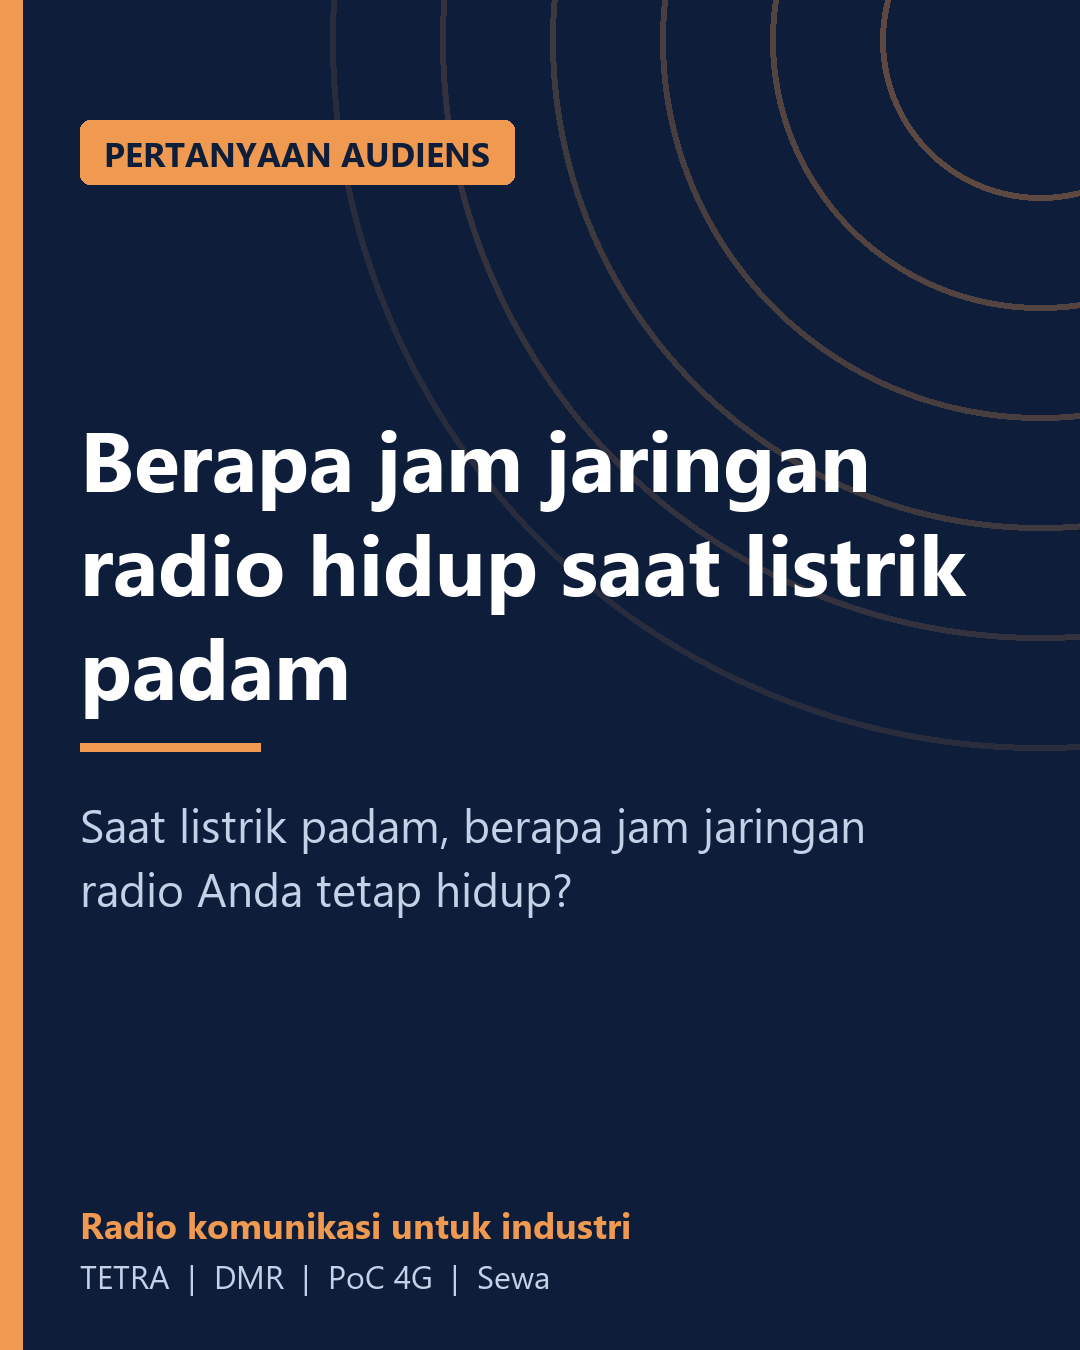 PERTANYAAN AUDIENS
Berapa jam jaringan
radio hidup saat listrik
padam
Saat listrik padam, berapa jam jaringan
radio Anda tetap hidup?
Radio komunikasi untuk industri
TETRA | DMR | PoC 4G | Sewa